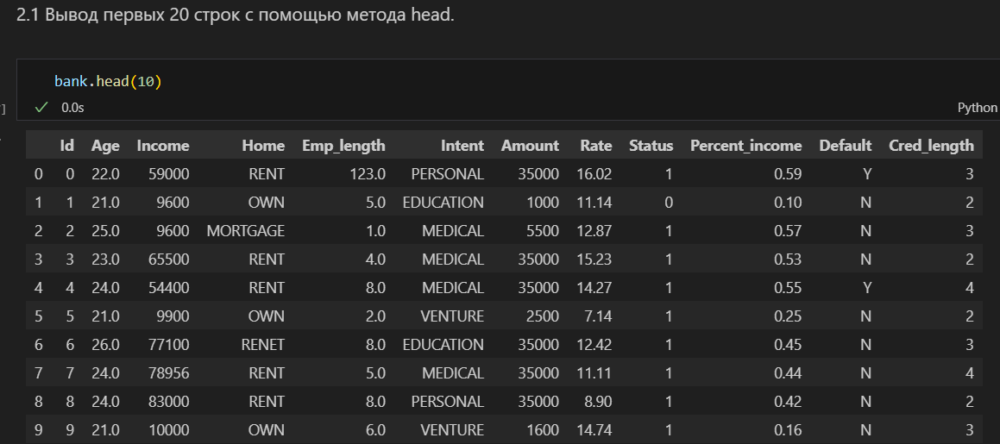 2.1 Вывод первых 20 строк с помощью метода head.
bank.head(10)
0.0s
Python
Id Age Income Home Emp_length Intent Amount Rate Status Percent_income Default Cred_length
0 0 22.0 59000 RENT 123.0 PERSONAL 35000 16.02 1 0.59 Y 3
1 1 21.0 9600 OWN 5.0 EDUCATION 1000 11.14 0 0.10 N 2
2 2 25.0 9600 MORTGAGE 1.0 MEDICAL 5500 12.87 1 0.57 N 3
3 3 23.0 65500 RENT 4.0 MEDICAL 35000 15.23 1 0.53 N 2
4 4 24.0 54400 RENT 8.0 MEDICAL 35000 14.27 1 0.55 Y 4
5 5 21.0 9900 OWN 2.0 VENTURE 2500 7.14 1 0.25 N 2
6 6 26.0 77100 RENET 8.0 EDUCATION 35000 12.42 1 0.45 N 3
7 7 24.0 78956 RENT 5.0 MEDICAL 35000 11.11 1 0.44 N 4
8 8 24.0 83000 RENT 8.0 PERSONAL 35000 8.90 1 0.42 N 2
9 9 21.0 10000 OWN 6.0 VENTURE 1600 14.74 1 0.16 N 3